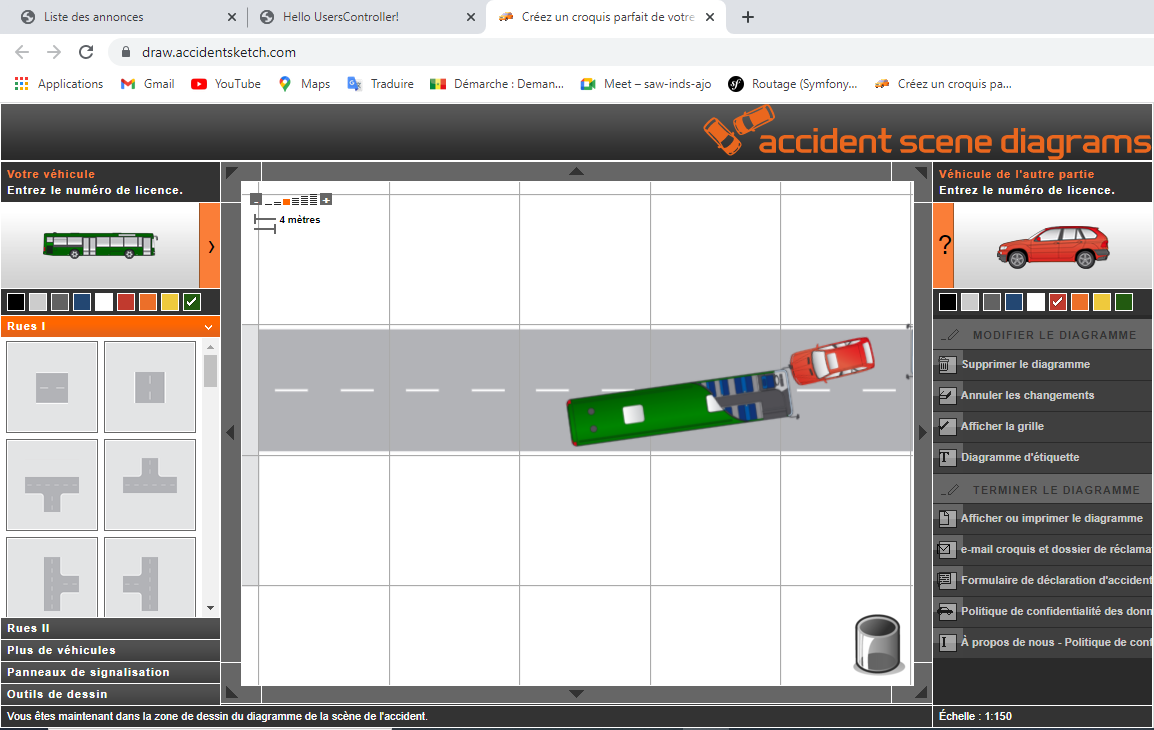 Liste des annonces
Hello UsersController!
Créez un croquis parfait de votre
draw.accidentsketch.com
Applications
Gmail
YouTube
Maps
Traduire
Démarche : Deman...
Meet – saw-inds-ajo
Routage (Symfony...
Créez un croquis pa...
accident scene diagrams
Votre véhicule
Entrez le numéro de licence.
Rues I
Rues II
Plus de véhicules
Panneaux de signalisation
Outils de dessin
4 mètres
Véhicule de l'autre partie
Entrez le numéro de licence.
?
MODIFIER LE DIAGRAMME
Supprimer le diagramme
Annuler les changements
Afficher la grille
T Diagramme d'étiquette
TERMINER LE DIAGRAMME
Afficher ou imprimer le diagramme
e-mail croquis et dossier de réclama
Formulaire de déclaration d'accident
Politique de confidentialité des donn
À propos de nous - Politique de conf
Vous êtes maintenant dans la zone de dessin du diagramme de la scène de l'accident.
Échelle : 1:150